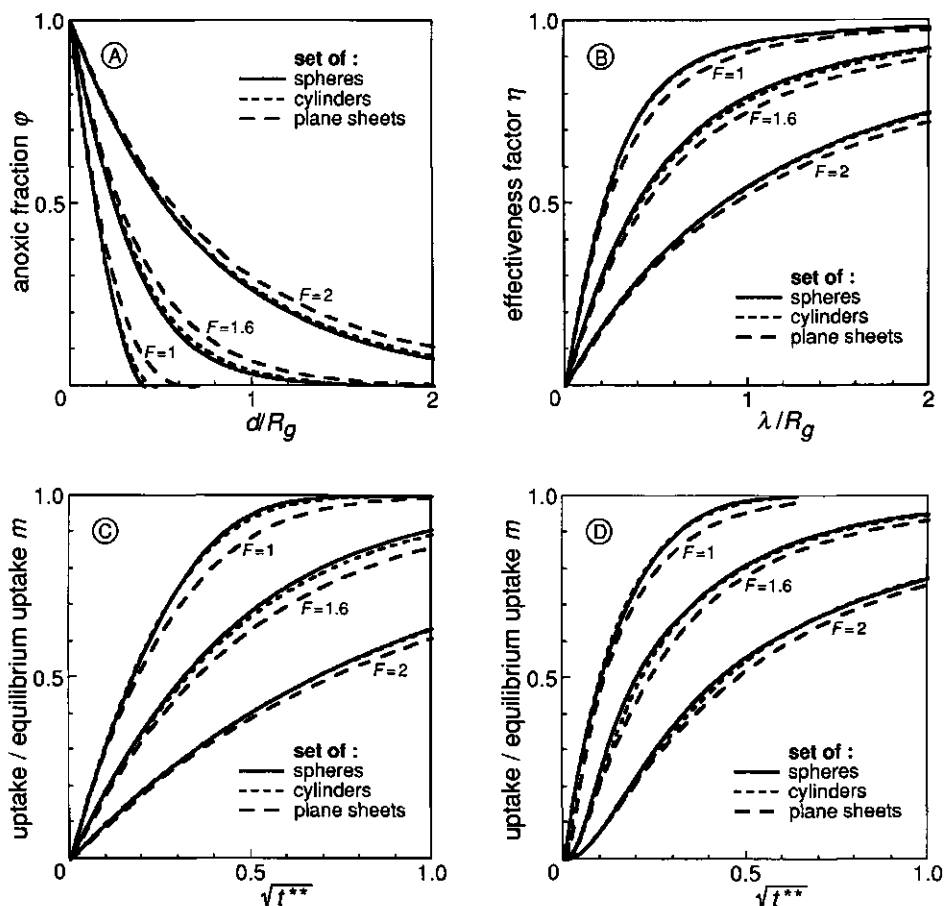 A
set of :
spheres
cylinders
plane sheets
1.0
0.5
0
1
2
F=2
F=1.6
F=1
anoxic fraction φ
d/Rg
B
1.0
0.5
0
1
2
F=1
F=1.6
F=2
set of :
spheres
cylinders
plane sheets
effectiveness factor η
λ/Rg
C
1.0
0.5
0
0.5
1.0
F=1
F=1.6
F=2
set of :
spheres
cylinders
plane sheets
uptake / equilibrium uptake m
√t**
D
1.0
0.5
0
0.5
1.0
F=1
F=1.6
F=2
set of :
spheres
cylinders
plane sheets
uptake / equilibrium uptake m
√t**